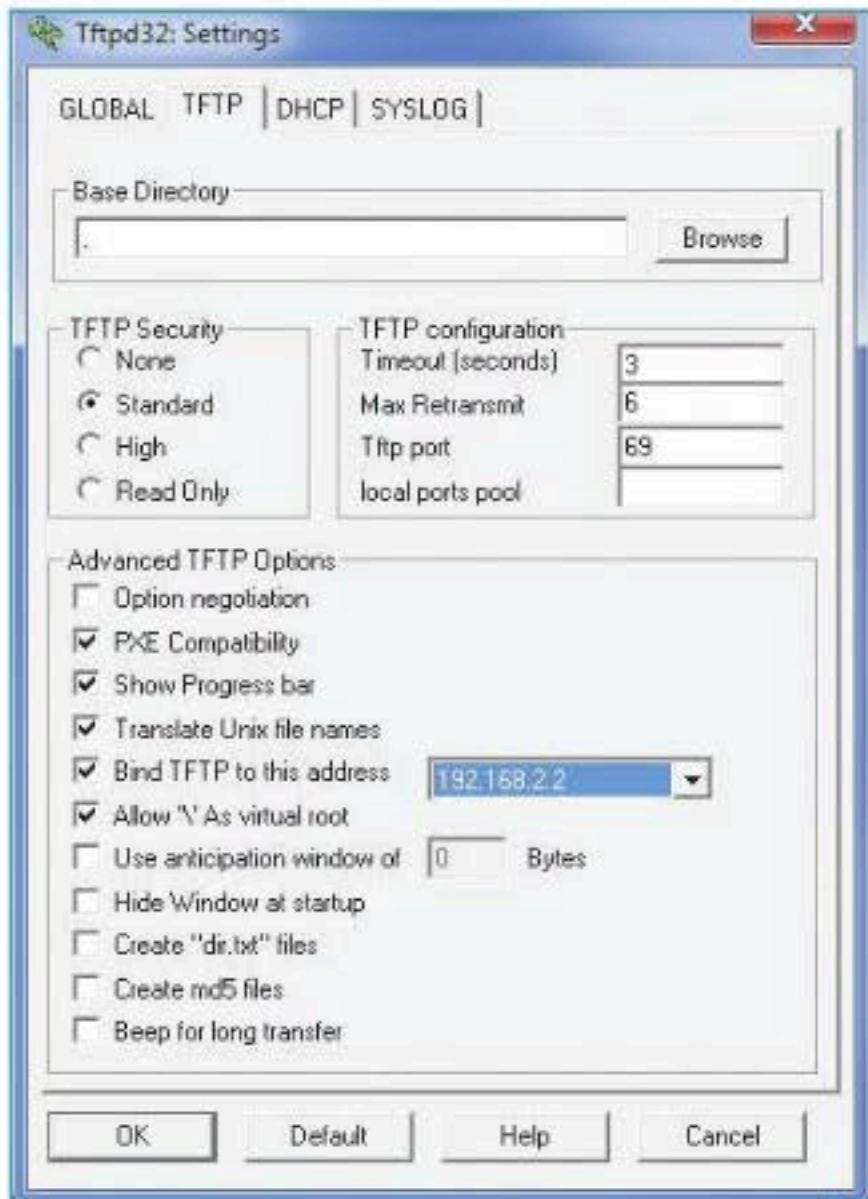 Tftpd32: Settings
GLOBAL TFTP DHCP SYSLOG
Base Directory
.
Browse
TFTP Security
None
Standard
High
Read Only
TFTP configuration
Timeout (seconds) 3
Max Retransmit 6
Tftp port 69
local ports pool
Advanced TFTP Options
Option negotiation
PXE Compatibility
Show Progress bar
Translate Unix file names
Bind TFTP to this address 192.168.2.2
Allow '\' As virtual root
Use anticipation window of 0 Bytes
Hide Window at startup
Create "dir.txt" files
Create md5 files
Beep for long transfer
OK Default Help Cancel